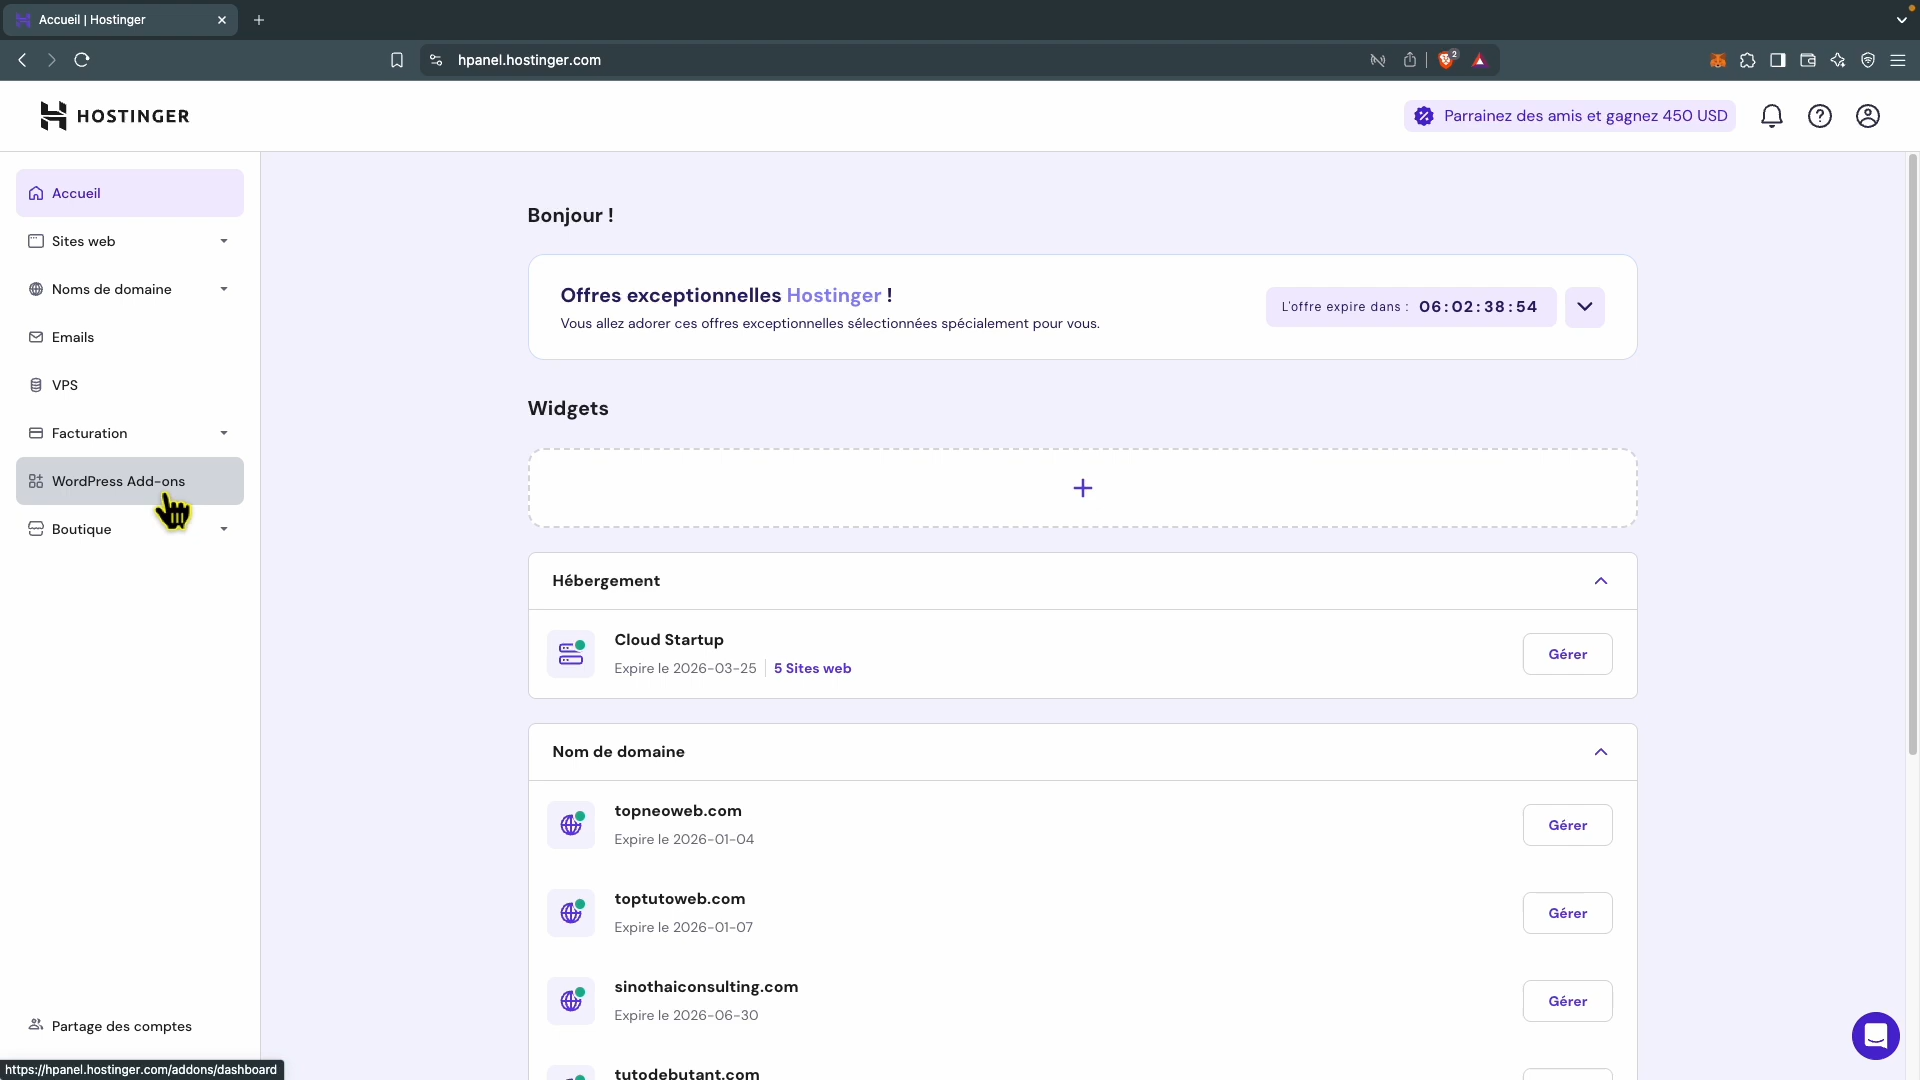 Accueil | Hostinger
hpanel.hostinger.com
2
HOSTINGER
Parrainez des amis et gagnez 450 USD
Accueil
Sites web
Noms de domaine
Emails
VPS
Facturation
WordPress Add-ons
Boutique
Partage des comptes
https://hpanel.hostinger.com/addons/dashboard
Bonjour !
Offres exceptionnelles Hostinger !
Vous allez adorer ces offres exceptionnelles sélectionnées spécialement pour vous.
L'offre expire dans : 06:02:38:54
Widgets
Hébergement
Cloud Startup
Expire le 2026-03-25 | 5 Sites web
Gérer
Nom de domaine
topneoweb.com
Expire le 2026-01-04
Gérer
toptutoweb.com
Expire le 2026-01-07
Gérer
sinothaiconsulting.com
Expire le 2026-06-30
Gérer
tutodebutant.com